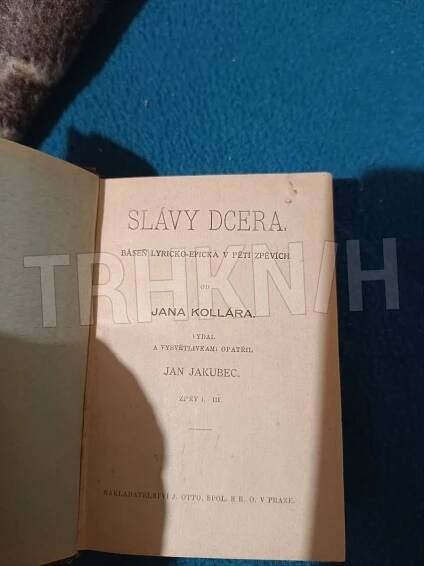 SLÁVY DCERA.
BÁSEŇ LYRICKO-EPICKÁ V PĚTI ZPĚVÍCH
OD
JANA KOLLÁRA.
VYDAL
A VYSVĚTLIVKAMI OPATŘIL
JAN JAKUBEC.
ZPĚV I. - III.
NAKLADATELSTVÍ J. OTTO, SPOL. S R. O. V PRAZE.
TRHKNIH